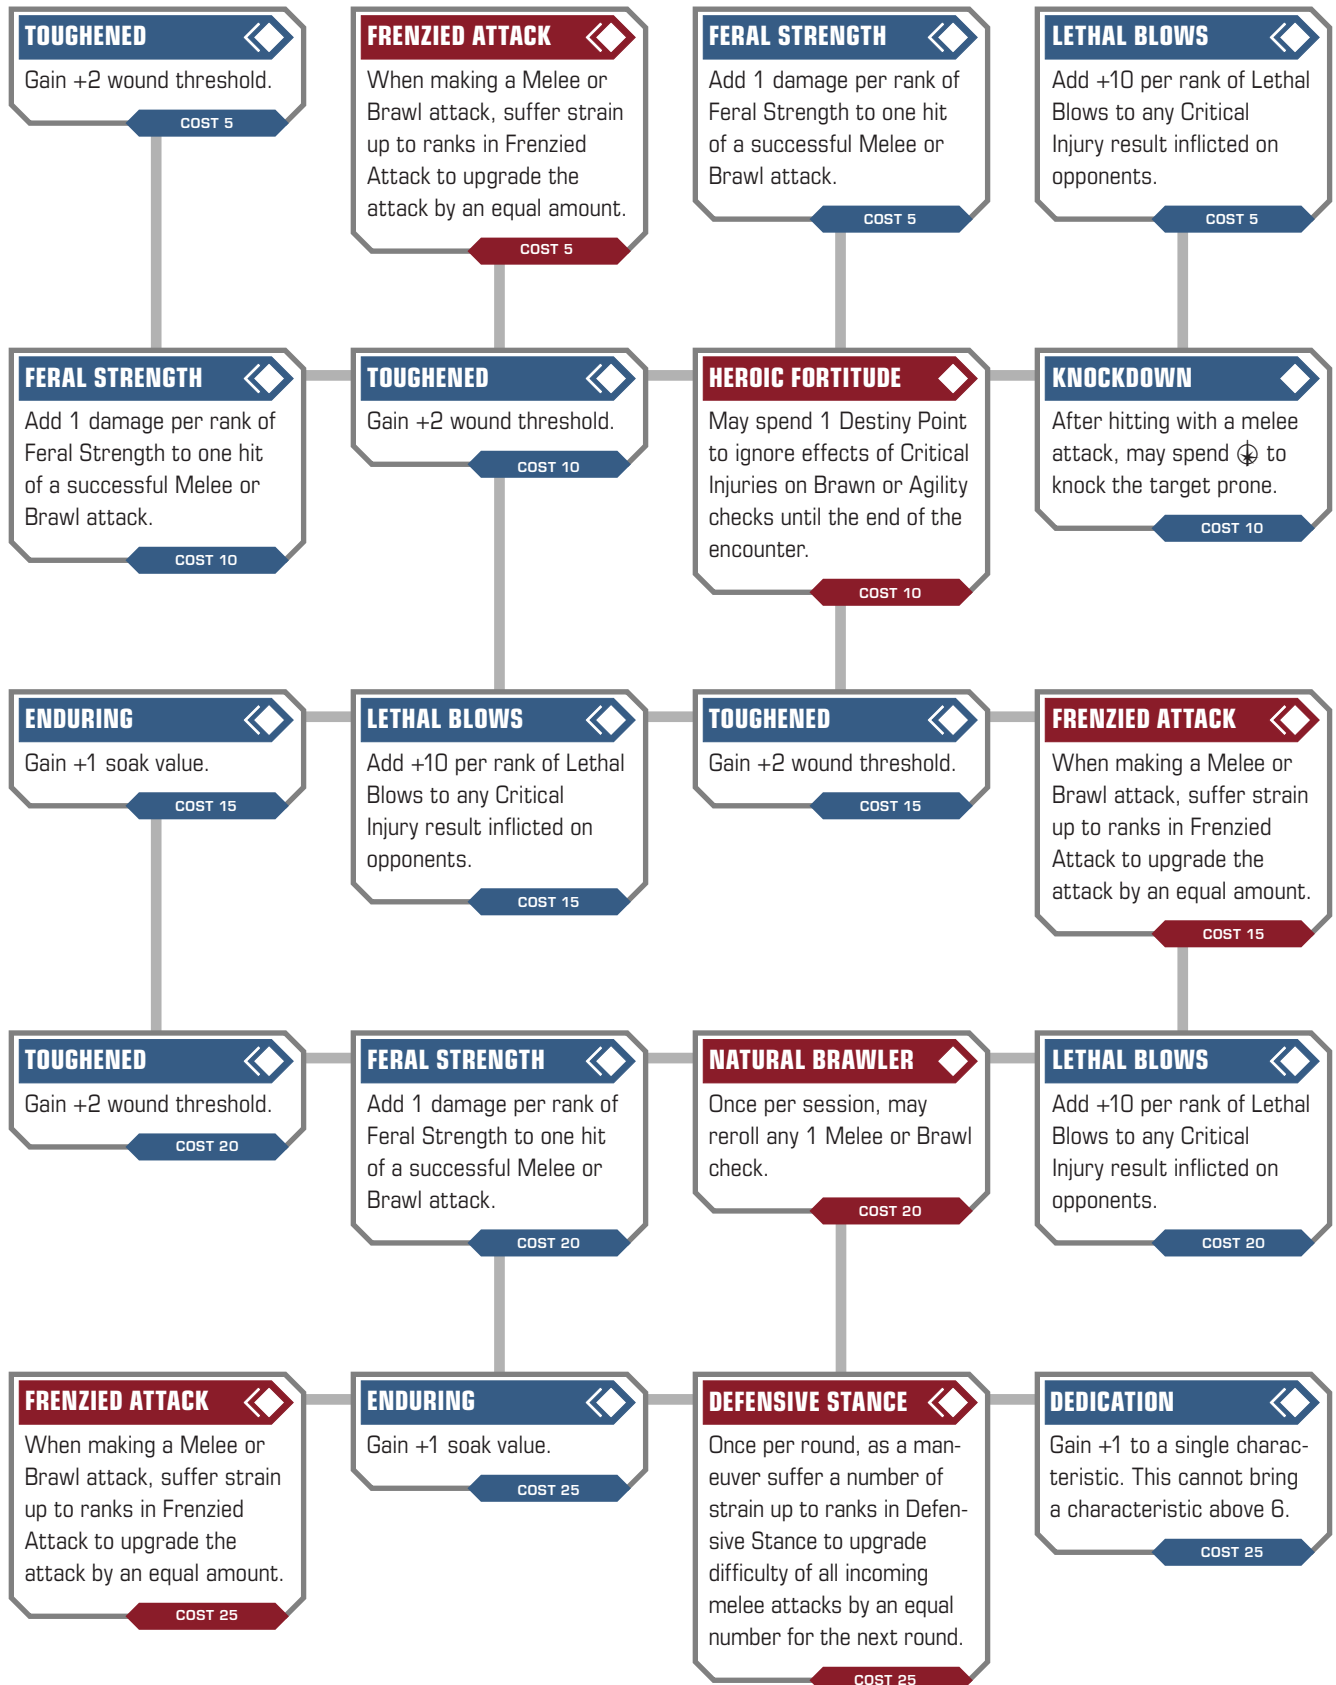 TOUGHENED
Gain +2 wound threshold.
COST 5
FRENZIED ATTACK
When making a Melee or
Brawl attack, suffer strain
up to ranks in Frenzied
Attack to upgrade the
attack by an equal amount.
COST 5
FERAL STRENGTH
Add 1 damage per rank of
Feral Strength to one hit
of a successful Melee or
Brawl attack.
COST 5
LETHAL BLOWS
Add +10 per rank of Lethal
Blows to any Critical
Injury result inflicted on
opponents.
COST 5
FERAL STRENGTH
Add 1 damage per rank of
Feral Strength to one hit
of a successful Melee or
Brawl attack.
COST 10
TOUGHENED
Gain +2 wound threshold.
COST 10
HEROIC FORTITUDE
May spend 1 Destiny Point
to ignore effects of Critical
Injuries on Brawn or Agility
checks until the end of the
encounter.
COST 10
KNOCKDOWN
After hitting with a melee
attack, may spend to
knock the target prone.
COST 10
ENDURING
Gain +1 soak value.
COST 15
LETHAL BLOWS
Add +10 per rank of Lethal
Blows to any Critical
Injury result inflicted on
opponents.
COST 15
TOUGHENED
Gain +2 wound threshold.
COST 15
FRENZIED ATTACK
When making a Melee or
Brawl attack, suffer strain
up to ranks in Frenzied
Attack to upgrade the
attack by an equal amount.
COST 15
TOUGHENED
Gain +2 wound threshold.
COST 20
FERAL STRENGTH
Add 1 damage per rank of
Feral Strength to one hit
of a successful Melee or
Brawl attack.
COST 20
NATURAL BRAWLER
Once per session, may
reroll any 1 Melee or Brawl
check.
COST 20
LETHAL BLOWS
Add +10 per rank of Lethal
Blows to any Critical
Injury result inflicted on
opponents.
COST 20
FRENZIED ATTACK
When making a Melee or
Brawl attack, suffer strain
up to ranks in Frenzied
Attack to upgrade the
attack by an equal amount.
COST 25
ENDURING
Gain +1 soak value.
COST 25
DEFENSIVE STANCE
Once per round, as a man-
euver suffer a number of
strain up to ranks in Defen-
sive Stance to upgrade
difficulty of all incoming
melee attacks by an equal
number for the next round.
COST 25
DEDICATION
Gain +1 to a single charac-
teristic. This cannot bring
a characteristic above 6.
COST 25